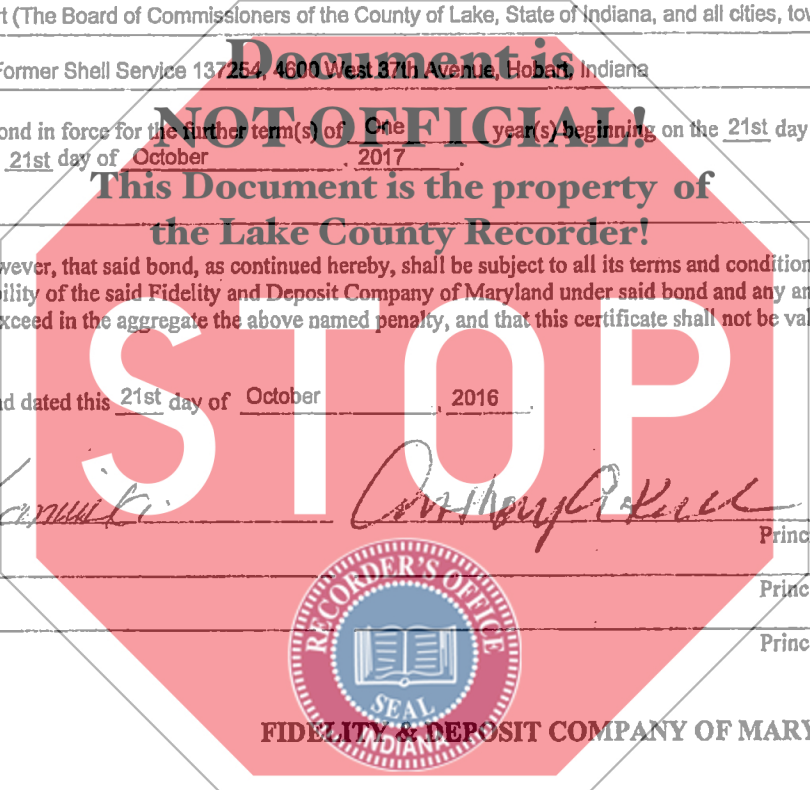 t (The Board of Commissioners of the County of Lake, State of Indiana, and all cities, tow
Document is
Former Shell Service 137254, 4600 West 37th Avenue, Hobart, Indiana
NOT OFFICIAL!
ond in force for the further term(s) of One year(s) beginning on the 21st day
21st day of October, 2017.
This Document is the property of
the Lake County Recorder!
wever, that said bond, as continued hereby, shall be subject to all its terms and condition
ility of the said Fidelity and Deposit Company of Maryland under said bond and any an
xceed in the aggregate the above named penalty, and that this certificate shall not be val
STOP
nd dated this 21st day of October, 2016.
Princ
Princ
Princ
RECORDER'S OFFICE
SEAL
INDIANA
FIDELITY & DEPOSIT COMPANY OF MARY